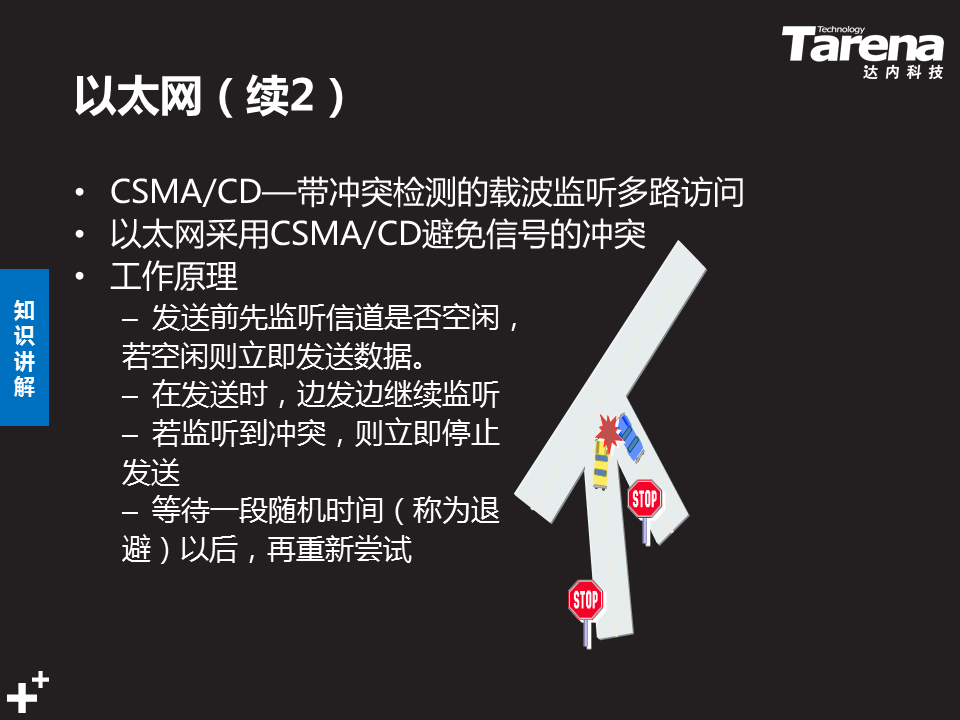 Technology
Tarena
达内科技
以太网（续2）
• CSMA/CD—带冲突检测的载波监听多路访问
• 以太网采用CSMA/CD避免信号的冲突
• 工作原理
– 发送前先监听信道是否空闲，
若空闲则立即发送数据。
– 在发送时，边发边继续监听
– 若监听到冲突，则立即停止
发送
– 等待一段随机时间（称为退
避）以后，再重新尝试
知
识
讲
解
STOP
STOP